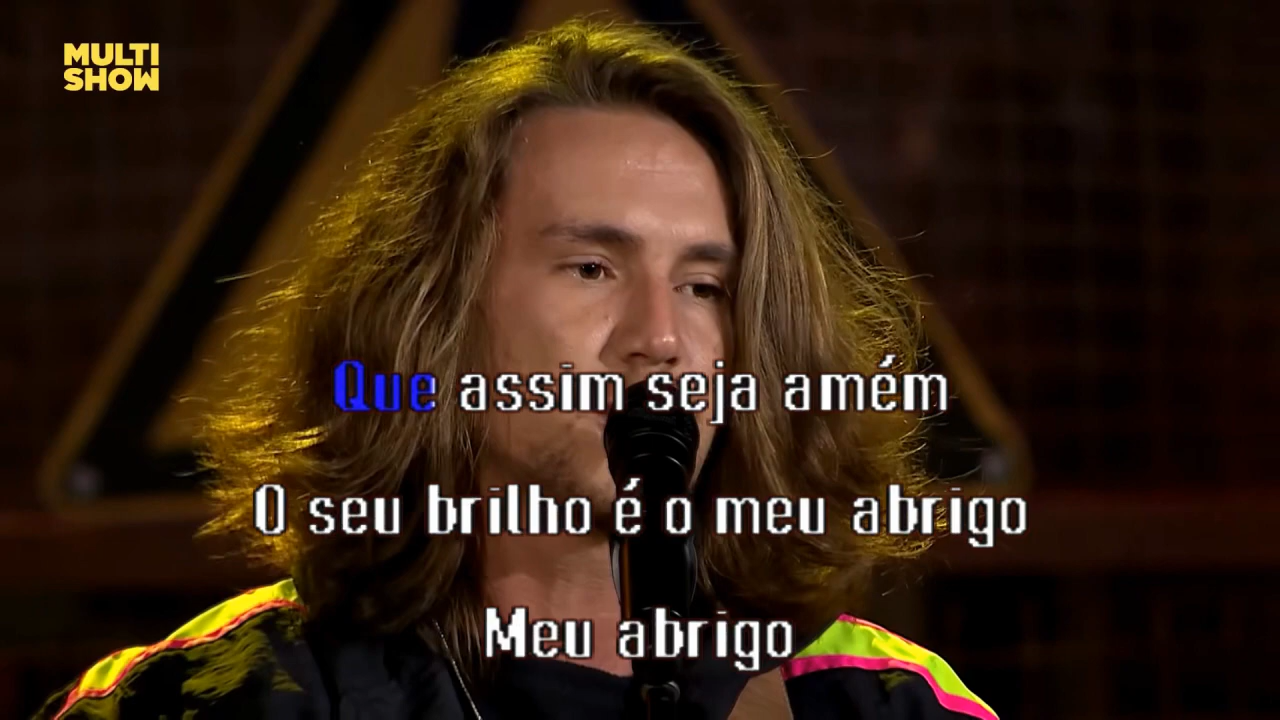 MULTI
SHOW
Que assim seja amém
O seu brilho é o meu abrigo
Meu abrigo